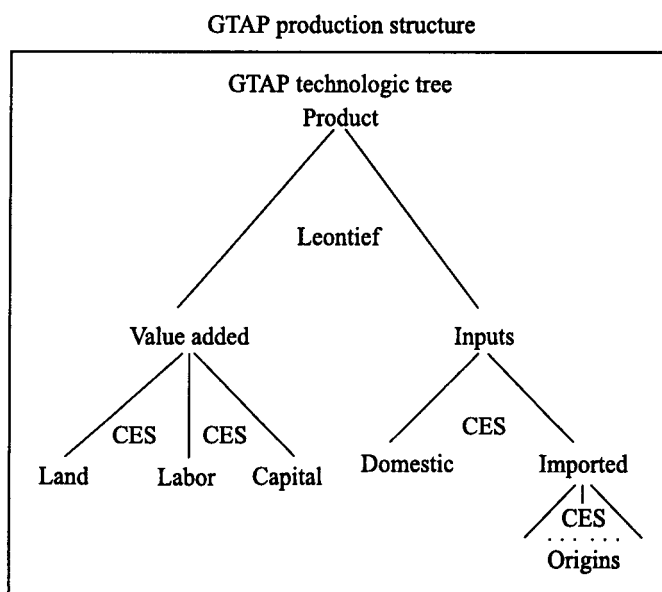 GTAP production structure
GTAP technologic tree
Product
Leontief
Value added
Inputs
CES
CES
CES
Land
Labor
Capital
Domestic
Imported
CES
Origins